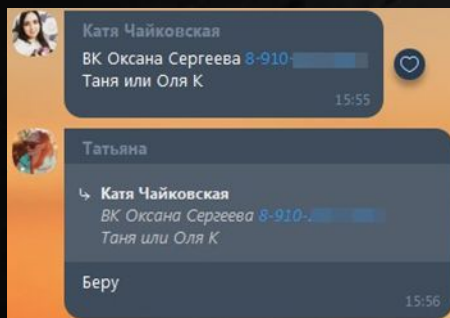 Катя Чайковская
ВК Оксана Сергеева 8-910-
Таня или Оля К
15:55
Татьяна
Катя Чайковская
ВК Оксана Сергеева 8-910-
Таня или Оля К
Беру
15:56